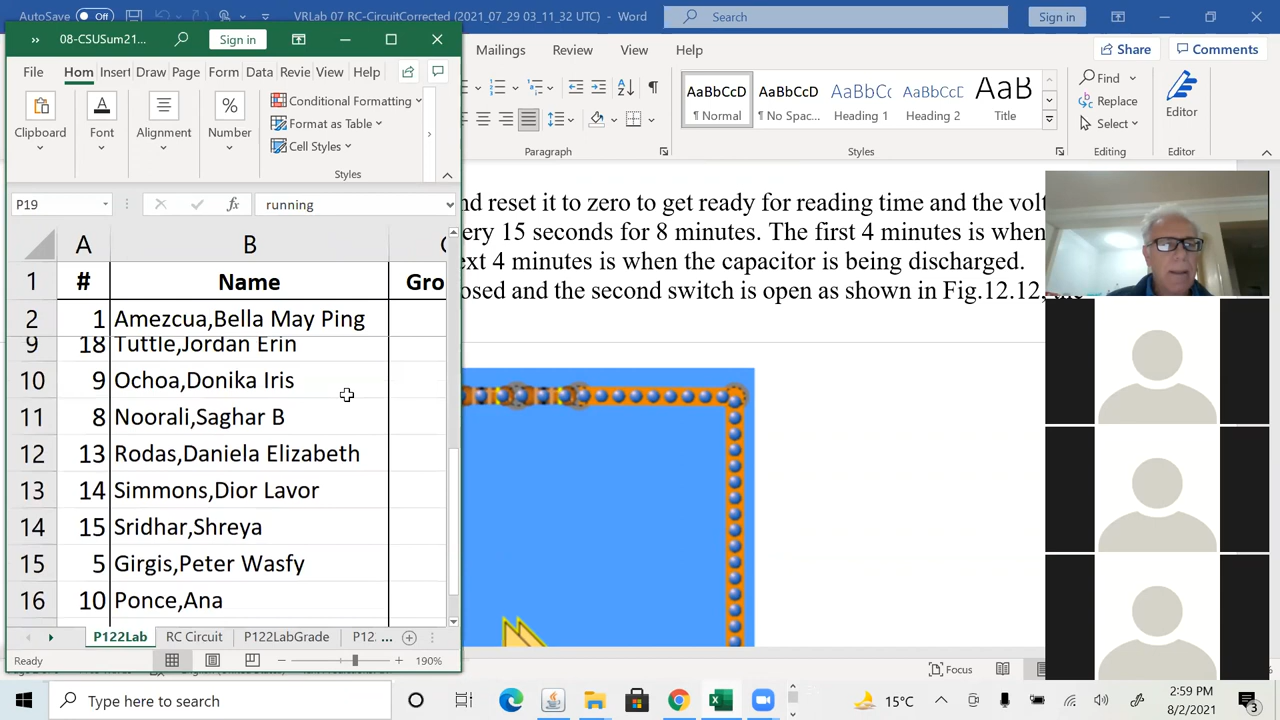 AutoSave Off
VRLab 07 RC-CircuitCorrected (2021_07_29 03_11_32 UTC) - Word
Search
Sign in
08-CSUSum21...
Sign in
File Hom Insert Draw Page Form Data Revie View Help
Mailings Review View Help
Share
Comments
Clipboard
Font
Alignment
Number
Conditional Formatting
Format as Table
Cell Styles
Styles
Paragraph
AaBbCcD
¶ Normal
AaBbCcD
¶ No Spac...
AaBbCc
Heading 1
AaBbCcD
Heading 2
AaB
Title
Styles
Find
Replace
Select
Editing
Editor
Editor
P19
fx
running
A B
1 # Name Gro
2 1 Amezcua,Bella May Ping
9 18 Tuttle,Jordan Erin
10 9 Ochoa,Donika Iris
11 8 Noorali,Saghar B
12 13 Rodas,Daniela Elizabeth
13 14 Simmons,Dior Lavor
14 15 Sridhar,Shreya
15 5 Girgis,Peter Wasfy
16 10 Ponce,Ana
P122Lab RC Circuit P122LabGrade P12 ...
Ready
190%
nd reset it to zero to get ready for reading time and the volt
ery 15 seconds for 8 minutes. The first 4 minutes is when
ext 4 minutes is when the capacitor is being discharged.
osed and the second switch is open as shown in Fig.12.12,
Focus
Type here to search
15°C
2:59 PM
8/2/2021
3